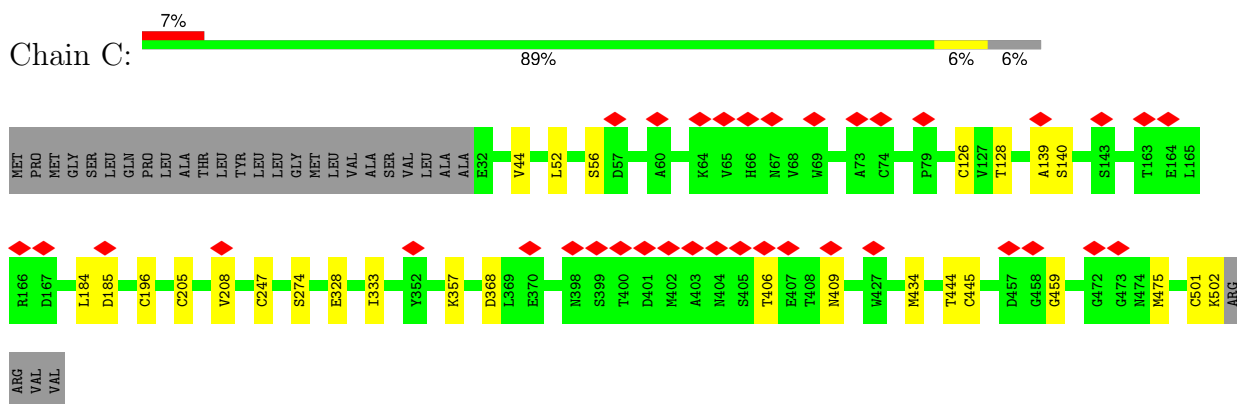 7%
Chain C:
89% 6% 6%
MET PRO MET GLY SER LEU GLN PRO LEU ALA THR LEU TYR LEU LEU GLY MET LEU VAL ALA SER VAL LEU ALA ALA E32 V44 L52 S56 D57 A60 K64 V65 H66 N67 V68 W69 A73 C74 P79 C126 V127 T128 A139 S140 S143 T163 E164 L165
R166 D167 L184 D185 C196 C205 V208 C247 S274 E328 I333 Y352 K357 D368 L369 E370 N398 S399 T400 D401 M402 A403 N404 S405 T406 E407 T408 N409 W427 M434 T444 C445 D457 G458 G459 G472 G473 N474 M475 C501 K502 ARG
ARG VAL VAL